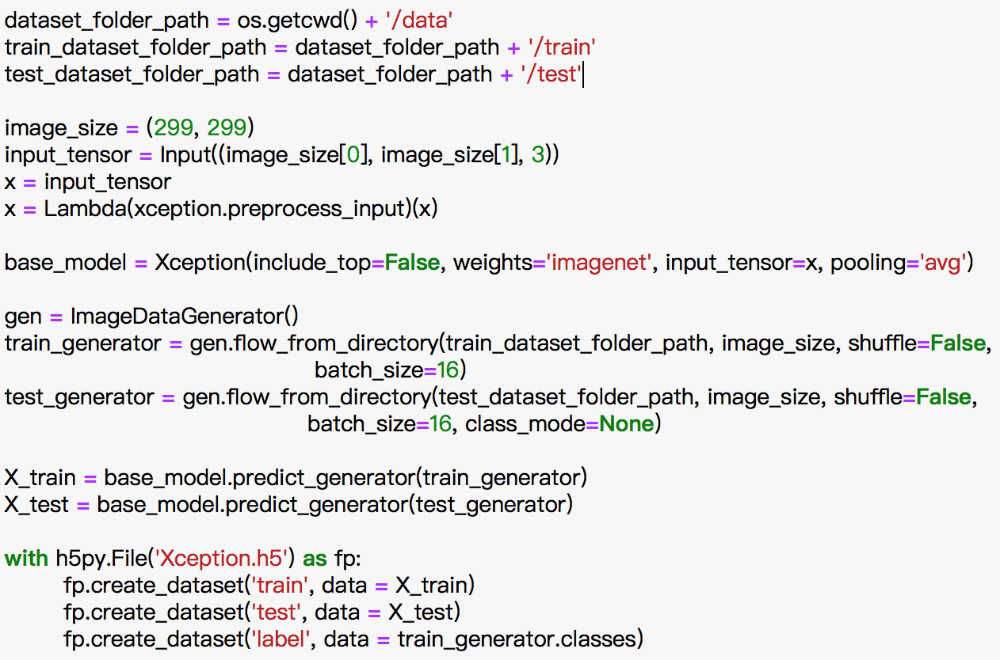 dataset_folder_path = os.getcwd() + '/data'
train_dataset_folder_path = dataset_folder_path + '/train'
test_dataset_folder_path = dataset_folder_path + '/test'
image_size = (299, 299)
input_tensor = Input((image_size[0], image_size[1], 3))
x = input_tensor
x = Lambda(xception.preprocess_input)(x)
base_model = Xception(include_top=False, weights='imagenet', input_tensor=x, pooling='avg')
gen = ImageDataGenerator()
train_generator = gen.flow_from_directory(train_dataset_folder_path, image_size, shuffle=False,
batch_size=16)
test_generator = gen.flow_from_directory(test_dataset_folder_path, image_size, shuffle=False,
batch_size=16, class_mode=None)
X_train = base_model.predict_generator(train_generator)
X_test = base_model.predict_generator(test_generator)
with h5py.File('Xception.h5') as fp:
fp.create_dataset('train', data = X_train)
fp.create_dataset('test', data = X_test)
fp.create_dataset('label', data = train_generator.classes)